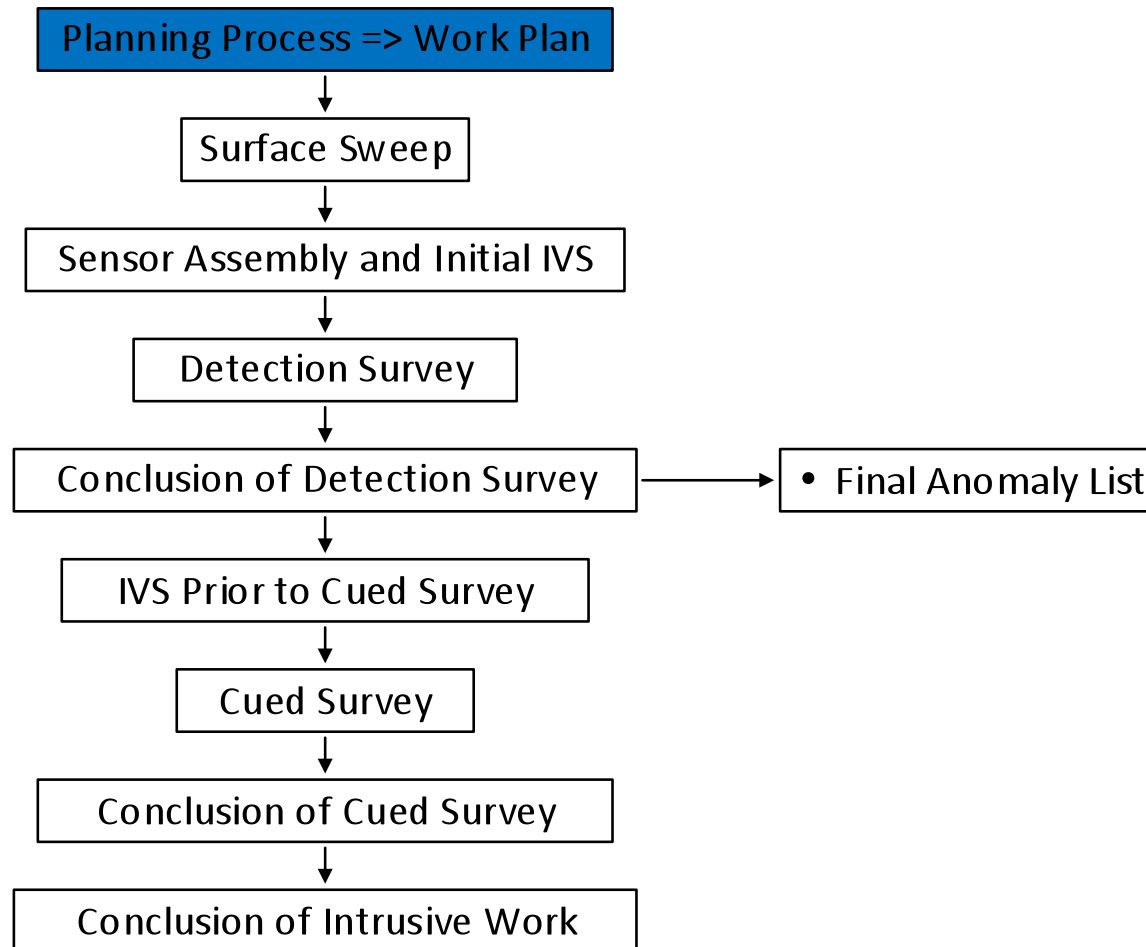 Planning Process => Work Plan
Surface Sweep
Sensor Assembly and Initial IVS
Detection Survey
Conclusion of Detection Survey
• Final Anomaly List
IVS Prior to Cued Survey
Cued Survey
Conclusion of Cued Survey
Conclusion of Intrusive Work